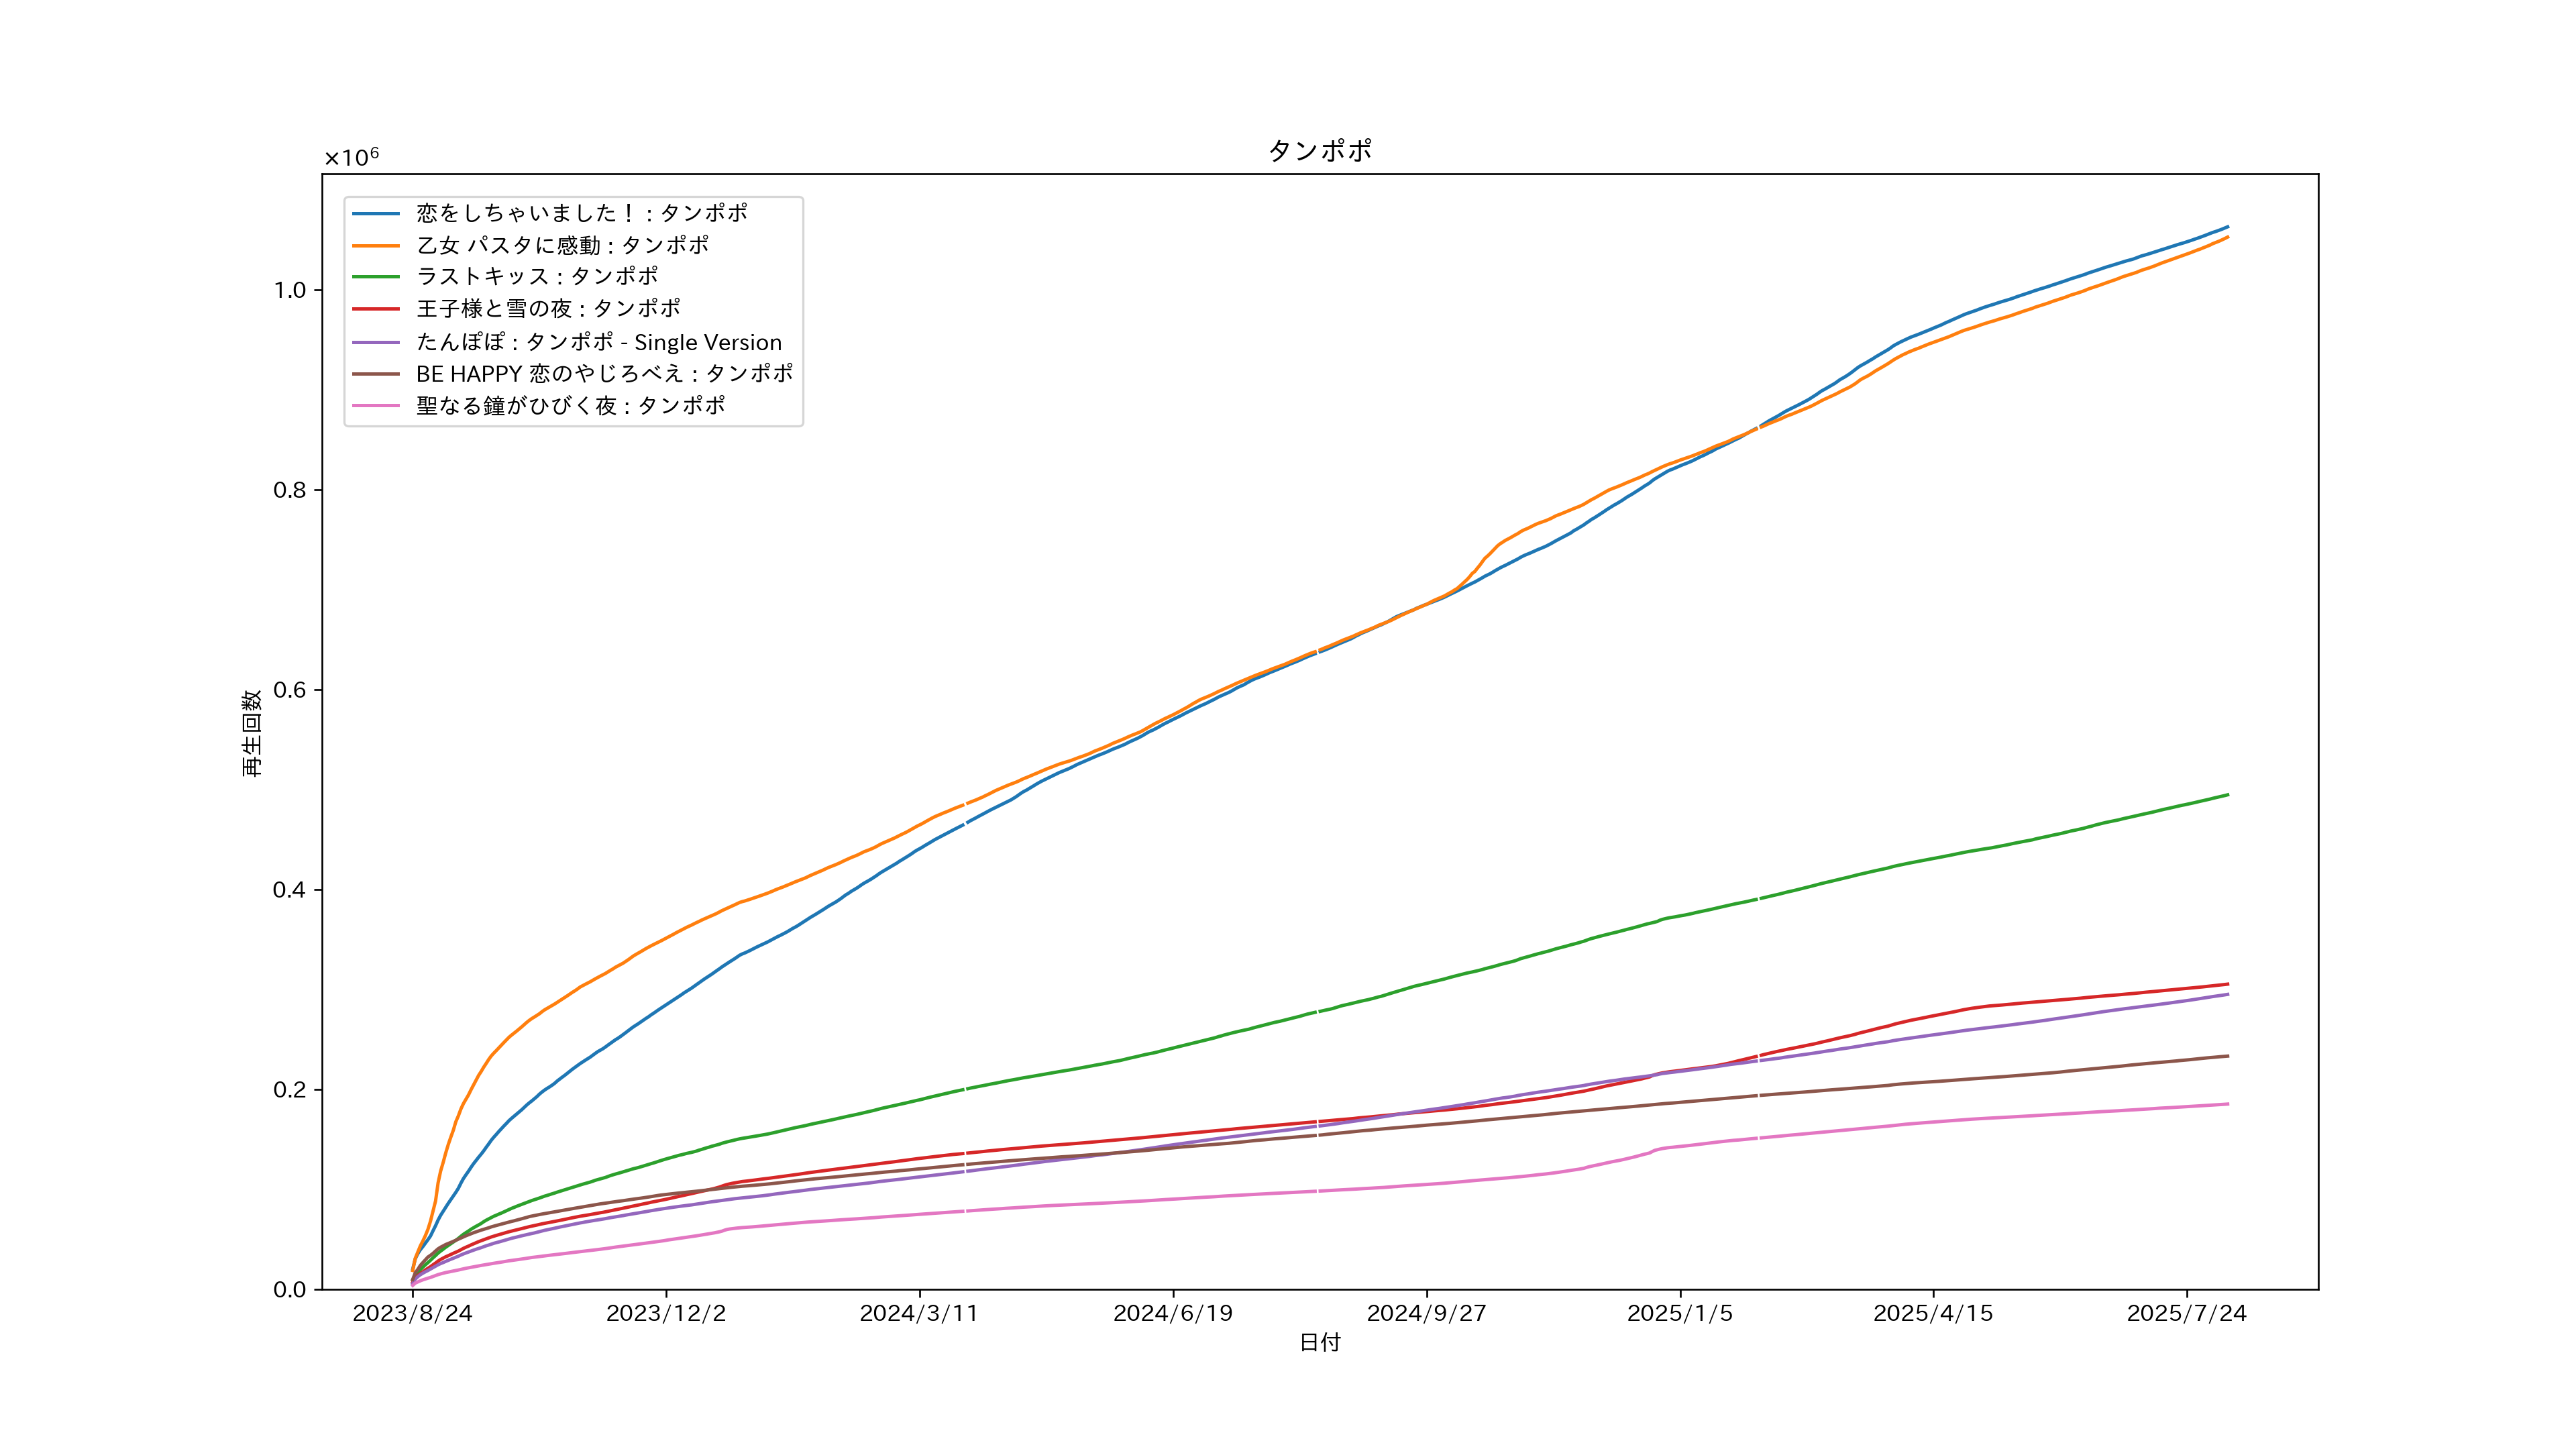 タンポポ
×10⁶
恋をしちゃいました！ : タンポポ
乙女 パスタに感動 : タンポポ
ラストキッス : タンポポ
王子様と雪の夜 : タンポポ
たんぽぽ : タンポポ - Single Version
BE HAPPY 恋のやじろべえ : タンポポ
聖なる鐘がひびく夜 : タンポポ
1.0
0.8
0.6
0.4
0.2
0.0
再生回数
2023/8/24 2023/12/2 2024/3/11 2024/6/19 2024/9/27 2025/1/5 2025/4/15 2025/7/24
日付